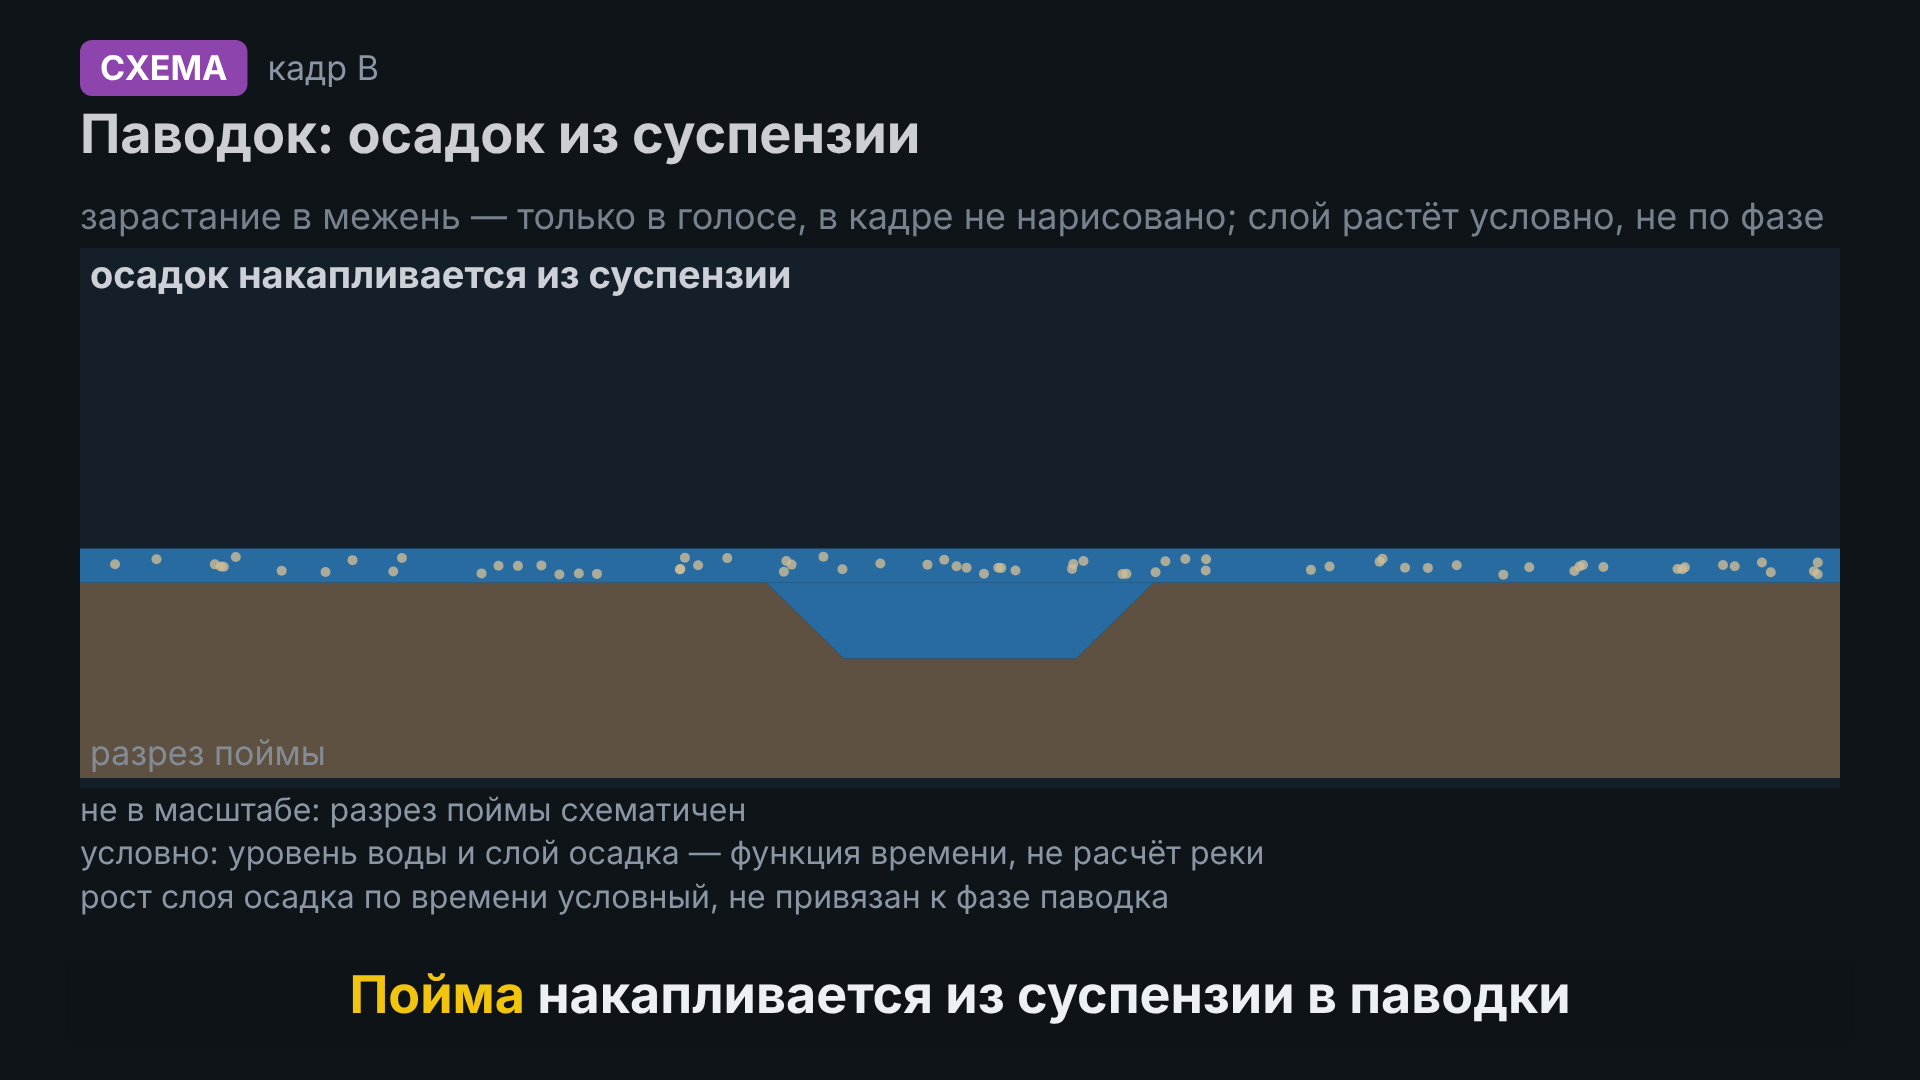 СХЕМА кадр В
Паводок: осадок из суспензии
зарастание в межень — только в голосе, в кадре не нарисовано; слой растёт условно, не по фазе
осадок накапливается из суспензии
разрез поймы
не в масштабе: разрез поймы схематичен
условно: уровень воды и слой осадка — функция времени, не расчёт реки
рост слоя осадка по времени условный, не привязан к фазе паводка
Пойма накапливается из суспензии в паводки